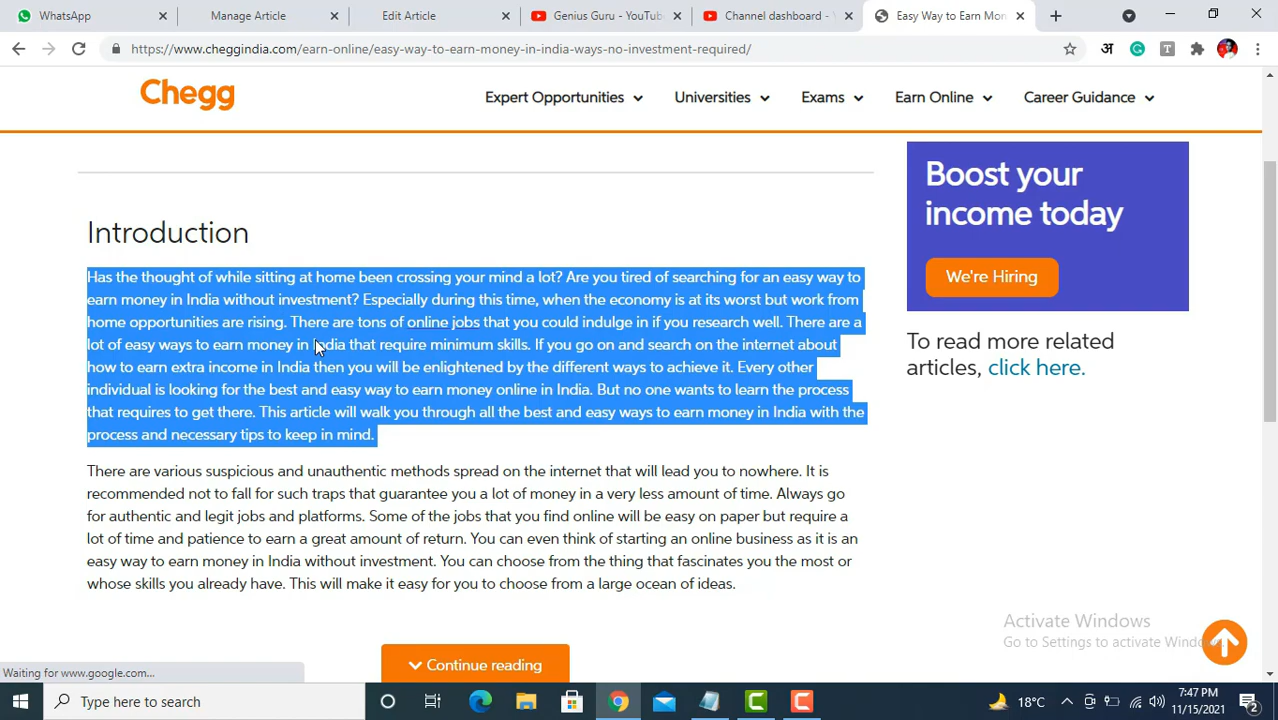 WhatsApp
Manage Article
Edit Article
Genius Guru - YouTub
Channel dashboard -
Easy Way to Earn Mon
https://www.cheggindia.com/earn-online/easy-way-to-earn-money-in-india-ways-no-investment-required/
अ
Chegg
Expert Opportunities
Universities
Exams
Earn Online
Career Guidance
Introduction
Has the thought of while sitting at home been crossing your mind a lot? Are you tired of searching for an easy way to
earn money in India without investment? Especially during this time, when the economy is at its worst but work from
home opportunities are rising. There are tons of online jobs that you could indulge in if you research well. There are a
lot of easy ways to earn money in India that require minimum skills. If you go on and search on the internet about
how to earn extra income in India then you will be enlightened by the different ways to achieve it. Every other
individual is looking for the best and easy way to earn money online in India. But no one wants to learn the process
that requires to get there. This article will walk you through all the best and easy ways to earn money in India with the
process and necessary tips to keep in mind.
There are various suspicious and unauthentic methods spread on the internet that will lead you to nowhere. It is
recommended not to fall for such traps that guarantee you a lot of money in a very less amount of time. Always go
for authentic and legit jobs and platforms. Some of the jobs that you find online will be easy on paper but require a
lot of time and patience to earn a great amount of return. You can even think of starting an online business as it is an
easy way to earn money in India without investment. You can choose from the thing that fascinates you the most or
whose skills you already have. This will make it easy for you to choose from a large ocean of ideas.
Continue reading
Boost your
income today
We're Hiring
To read more related
articles, click here.
Activate Windows
Go to Settings to activate Windo
Waiting for www.google.com...
Type here to search
18°C
7:47 PM
11/15/2021
2